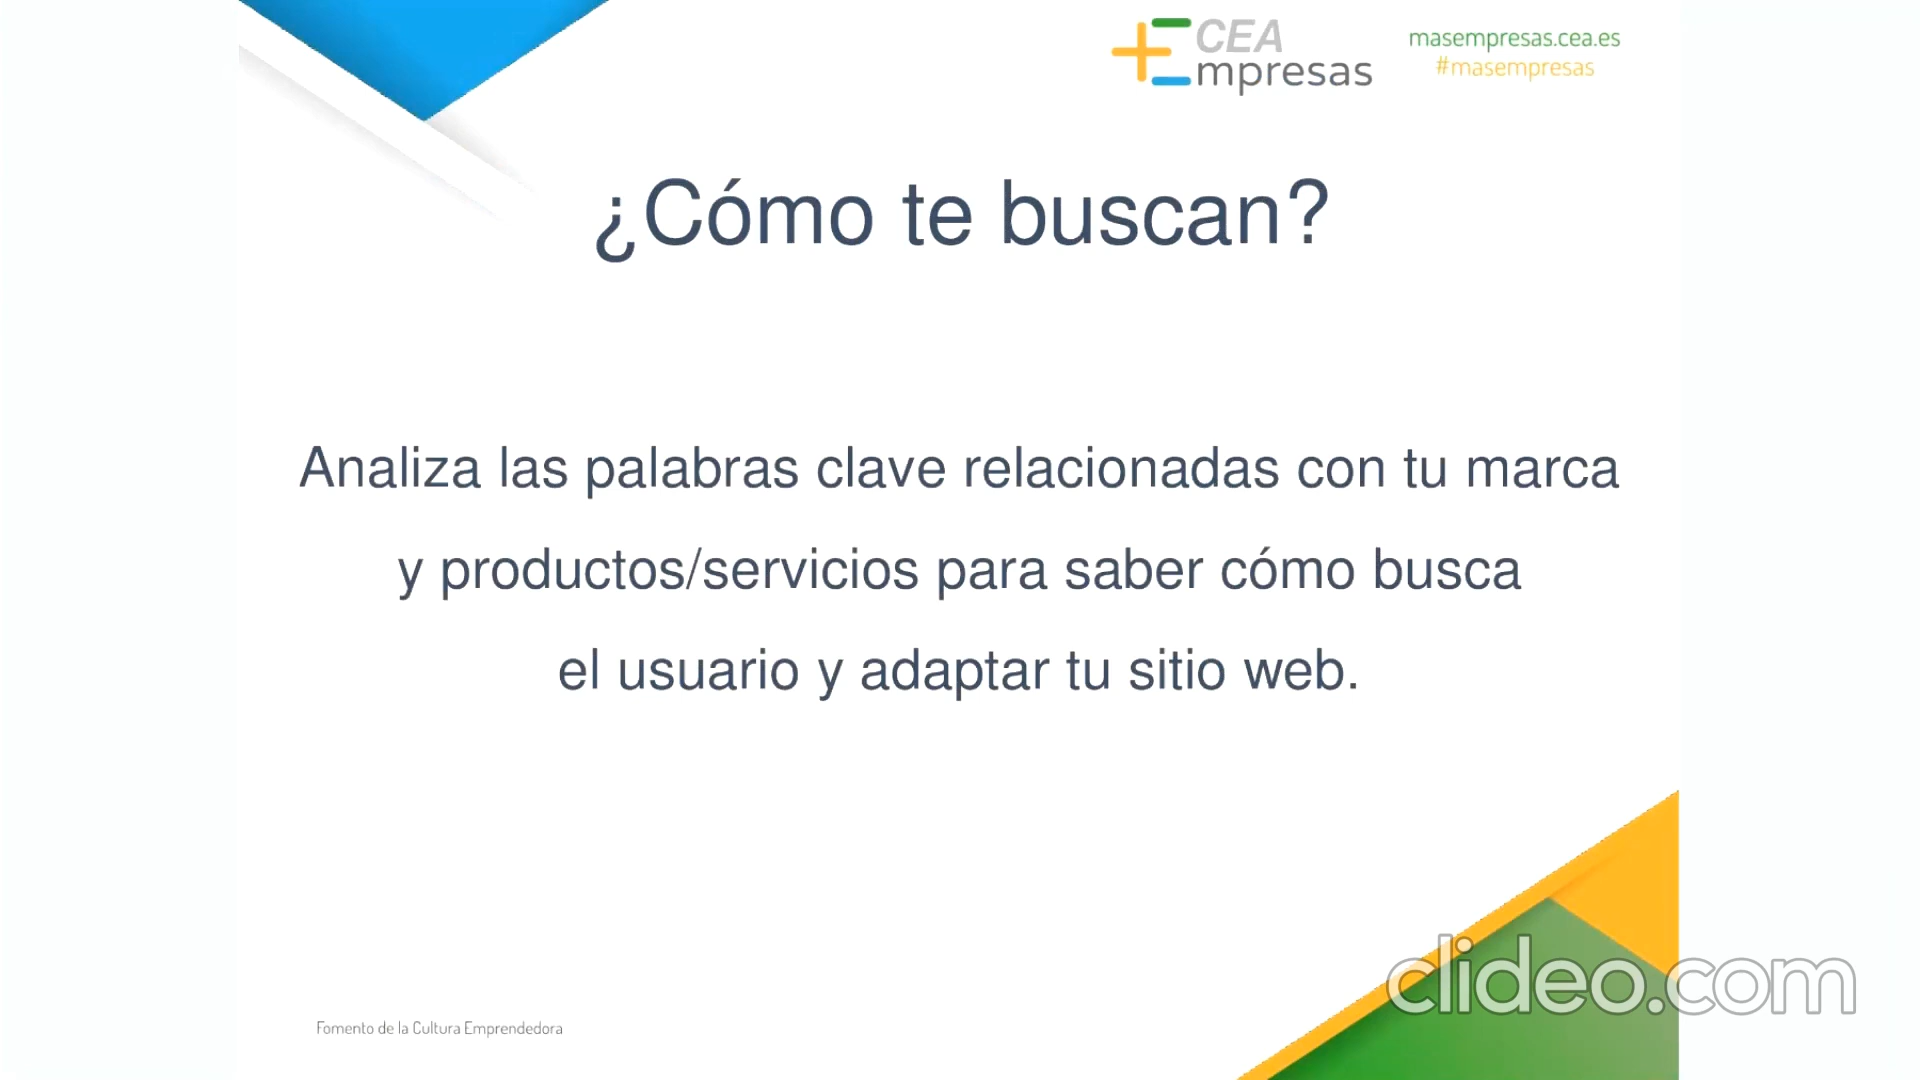 CEA
mpresas
masempresas.cea.es
#masempresas
¿Cómo te buscan?
Analiza las palabras clave relacionadas con tu marca
y productos/servicios para saber cómo busca
el usuario y adaptar tu sitio web.
clideo.com
Fomento de la Cultura Emprendedora